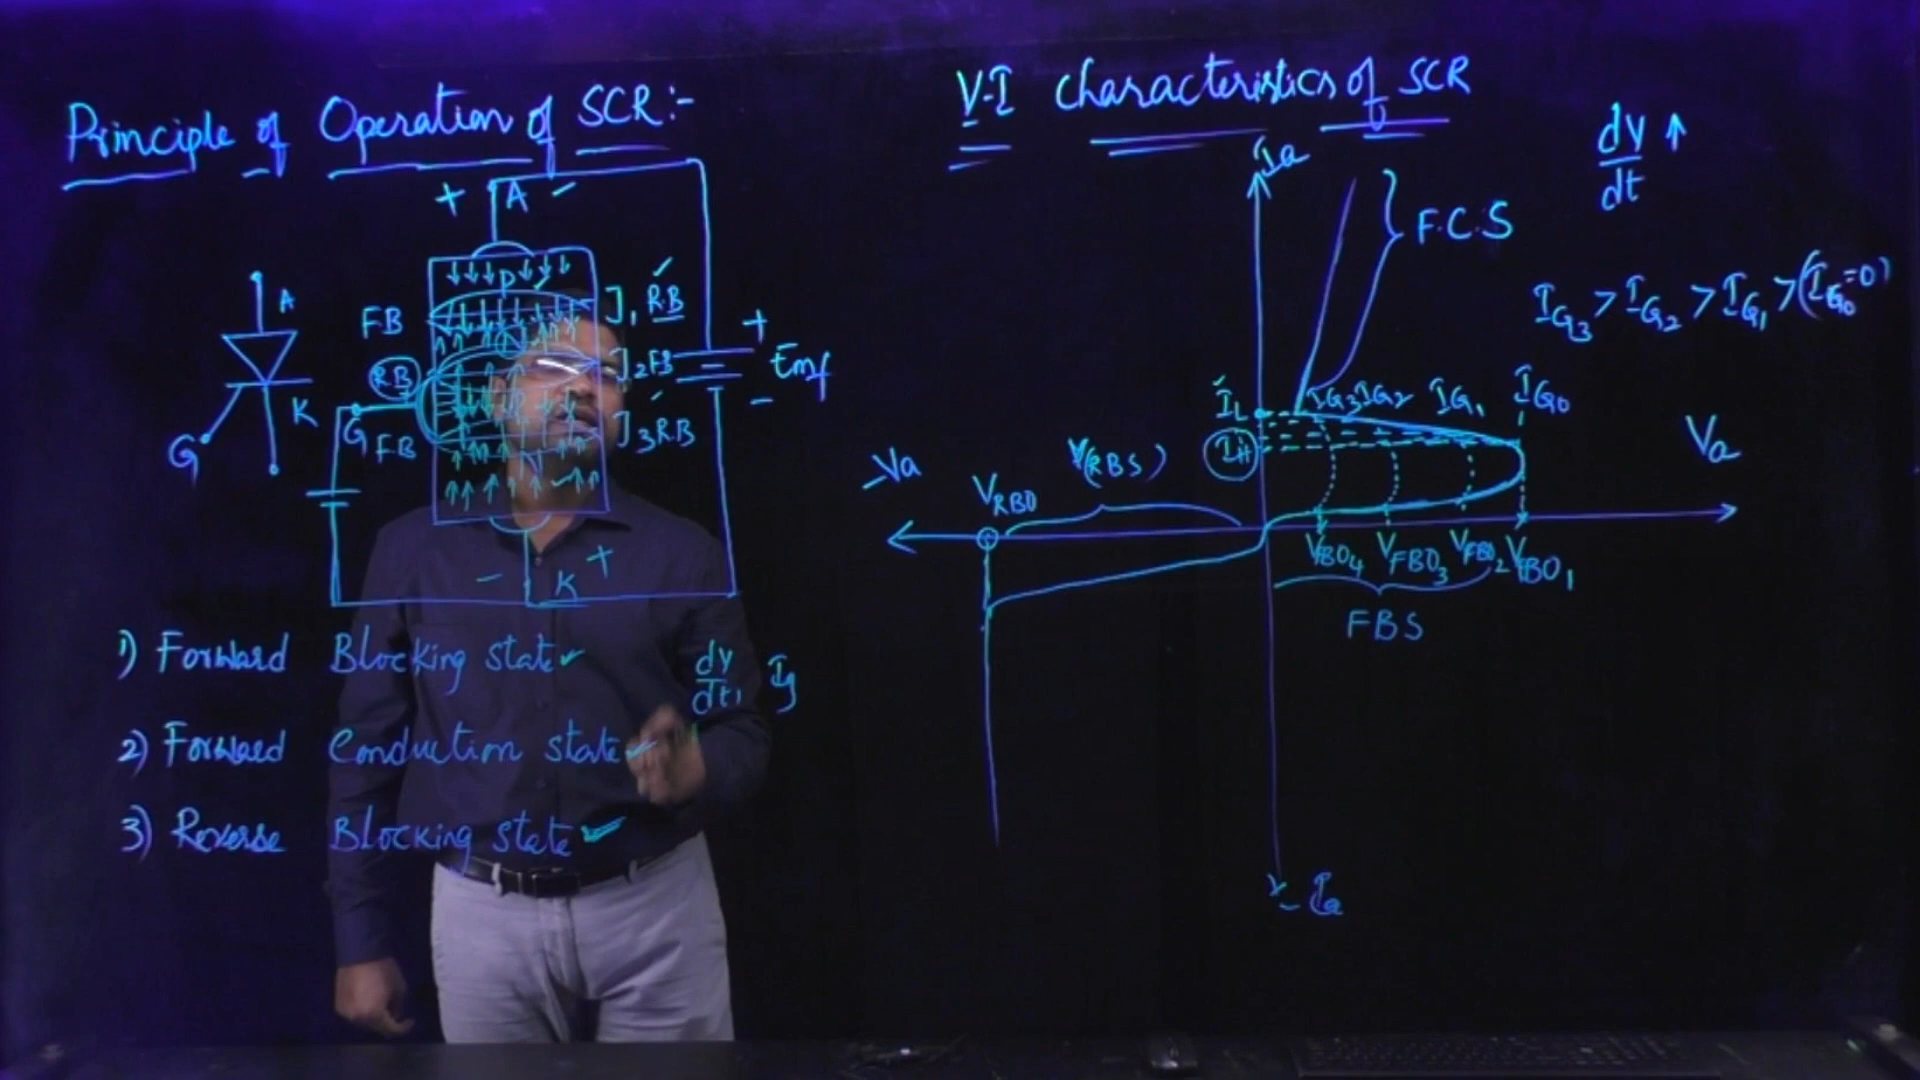 Principle of Operation of SCR:-
+ A -
A
K
G
P
FB
RB
FB
J1 R.B
J2 FB
J3 RB
G
+
Emf
-
- K +
1) Forward Blocking state ✓
2) Forward Conduction state ✓
3) Reverse Blocking state ✓
dv/dt, Ig
V-I characteristics of SCR
Ia
F.C.S
dv/dt ↑
IG3 > IG2 > IG1 > (IG0=0)
IL
IH
IG3 IG2 IG1 IG0
Va
-Va
VRBO
(RBS)
VBO4 VFBO3 VFBO2 VFBO1
FBS
-Ia